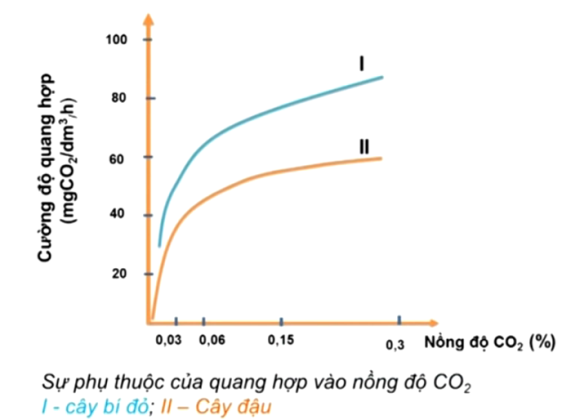 Cường độ quang hợp
(mgCO₂/dm³/h)
100
80
60
40
20
I
II
0,03
0,06
0,15
0,3
Nồng độ CO₂ (%)
Sự phụ thuộc của quang hợp vào nồng độ CO₂
I - cây bí đỏ; II – Cây đậu